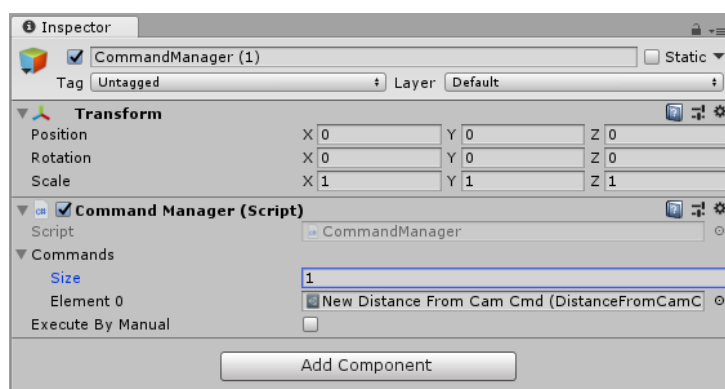 Inspector
CommandManager (1) Static
Tag Untagged Layer Default
Transform
Position X 0 Y 0 Z 0
Rotation X 0 Y 0 Z 0
Scale X 1 Y 1 Z 1
Command Manager (Script)
Script CommandManager
Commands
Size 1
Element 0 New Distance From Cam Cmd (DistanceFromCamC
Execute By Manual
Add Component